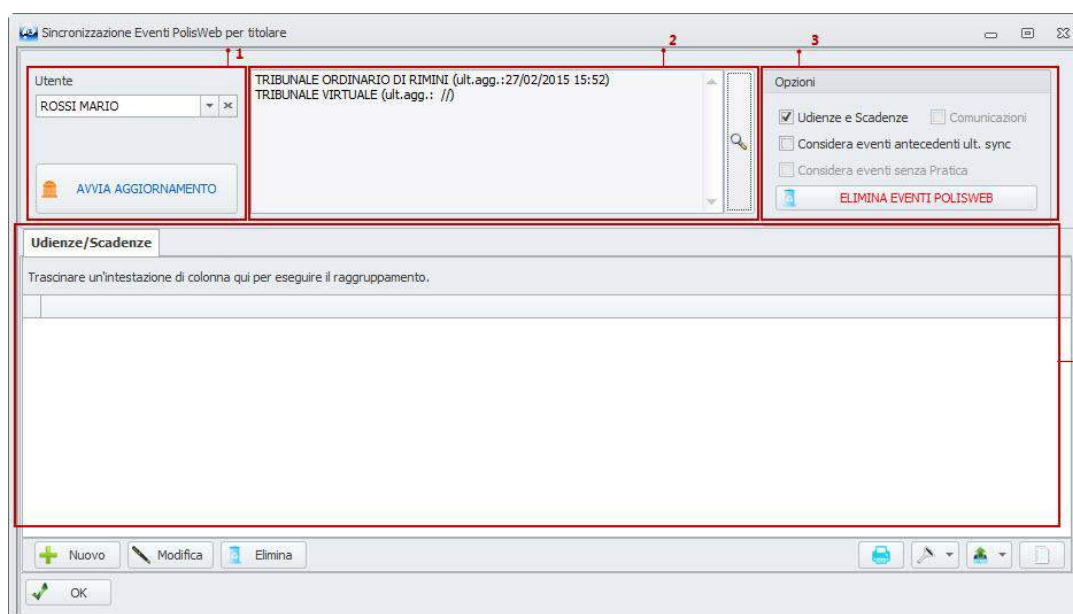 Sincronizzazione Eventi PolisWeb per titolare
1
2
3
Utente
ROSSI MARIO
AVVIA AGGIORNAMENTO
TRIBUNALE ORDINARIO DI RIMINI (ult.agg.:27/02/2015 15:52)
TRIBUNALE VIRTUALE (ult.agg.: //)
Opzioni
Udienze e Scadenze Comunicazioni
Considera eventi antecedenti ult. sync
Considera eventi senza Pratica
ELIMINA EVENTI POLISWEB
Udienze/Scadenze
Trascinare un'intestazione di colonna qui per eseguire il raggruppamento.
Nuovo Modifica Elimina
OK